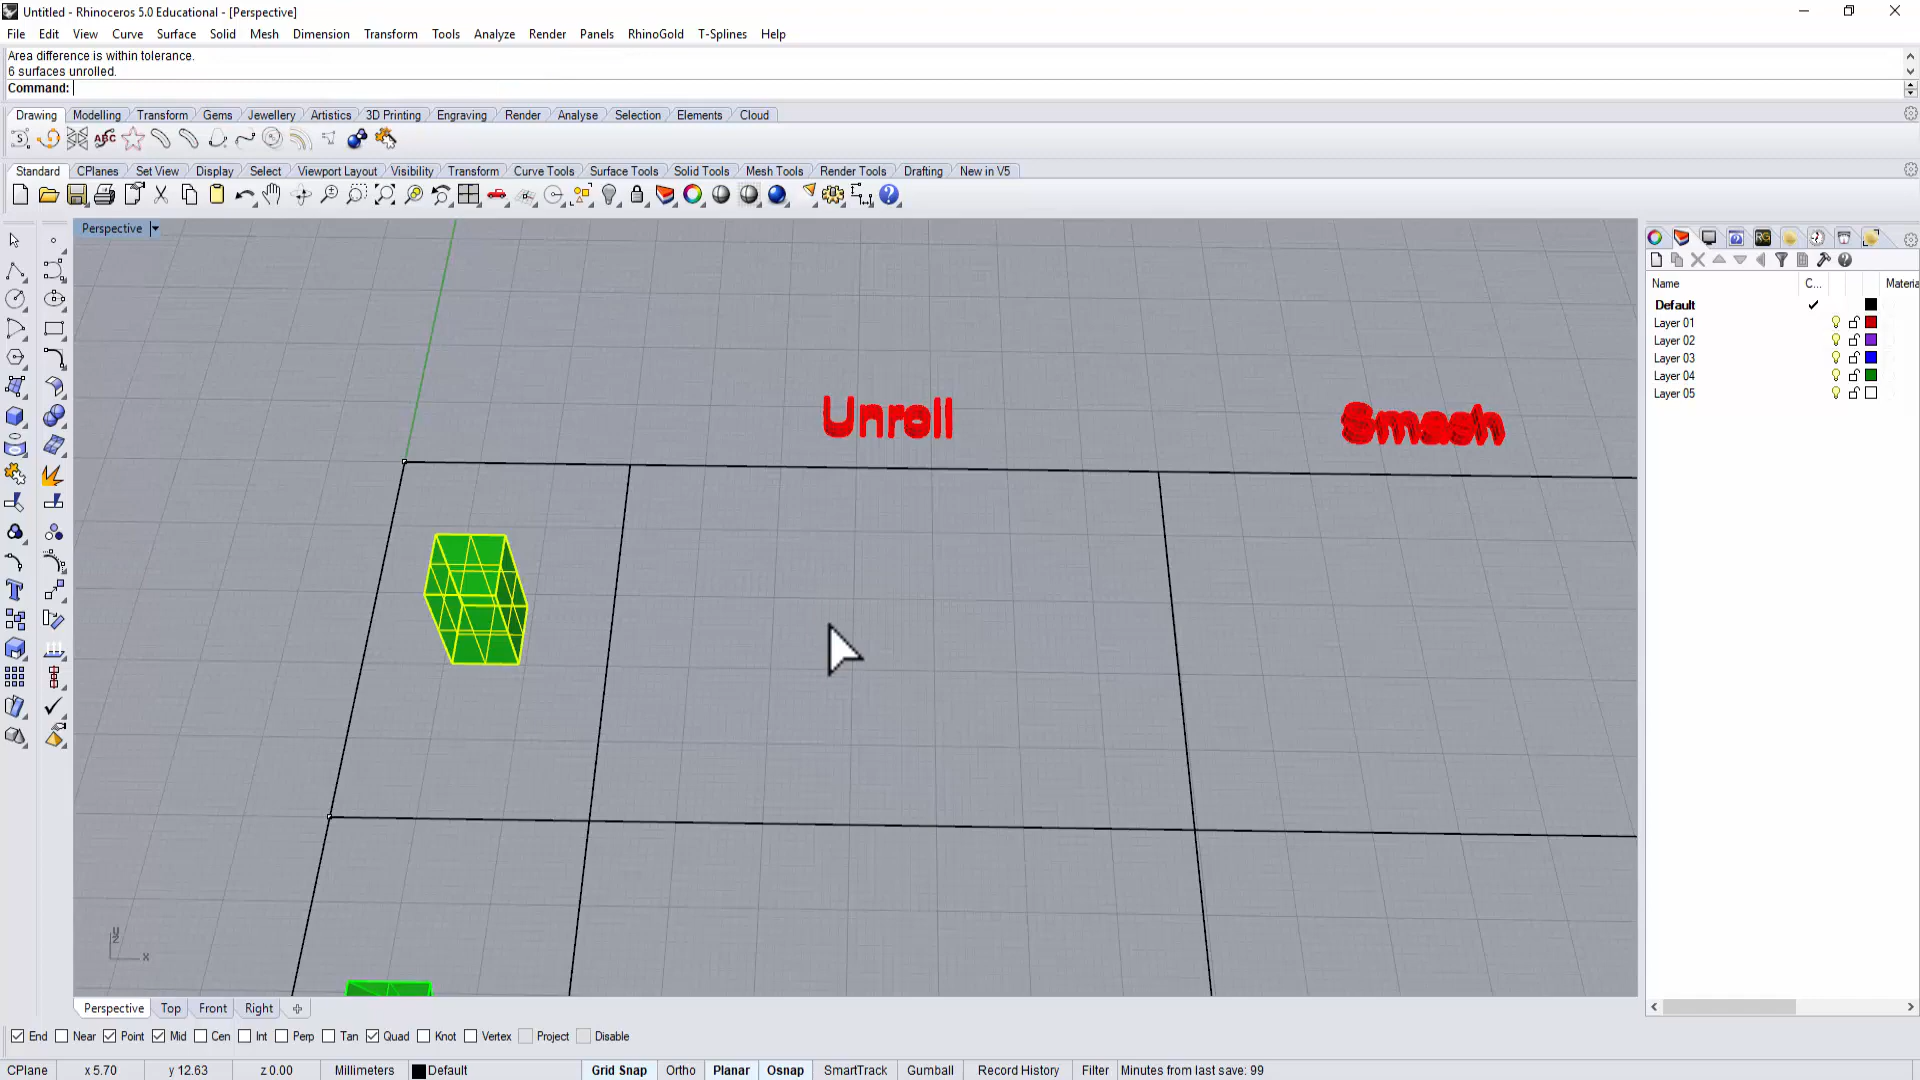 Untitled - Rhinoceros 5.0 Educational - [Perspective]
File Edit View Curve Surface Solid Mesh Dimension Transform Tools Analyze Render Panels RhinoGold T-Splines Help
Area difference is within tolerance.
6 surfaces unrolled.
Command:
Drawing Modelling Transform Gems Jewellery Artistics 3D Printing Engraving Render Analyse Selection Elements Cloud
ABC
Standard CPlanes Set View Display Select Viewport Layout Visibility Transform Curve Tools Surface Tools Solid Tools Mesh Tools Render Tools Drafting New in V5
Perspective
RG
Name C... Materia
Default
Layer 01
Layer 02
Layer 03
Layer 04
Layer 05
Unroll Smash
x
Perspective Top Front Right
End Near Point Mid Cen Int Perp Tan Quad Knot Vertex Project Disable
CPlane x 5.70 y 12.63 z 0.00 Millimeters Default Grid Snap Ortho Planar Osnap SmartTrack Gumball Record History Filter Minutes from last save: 99